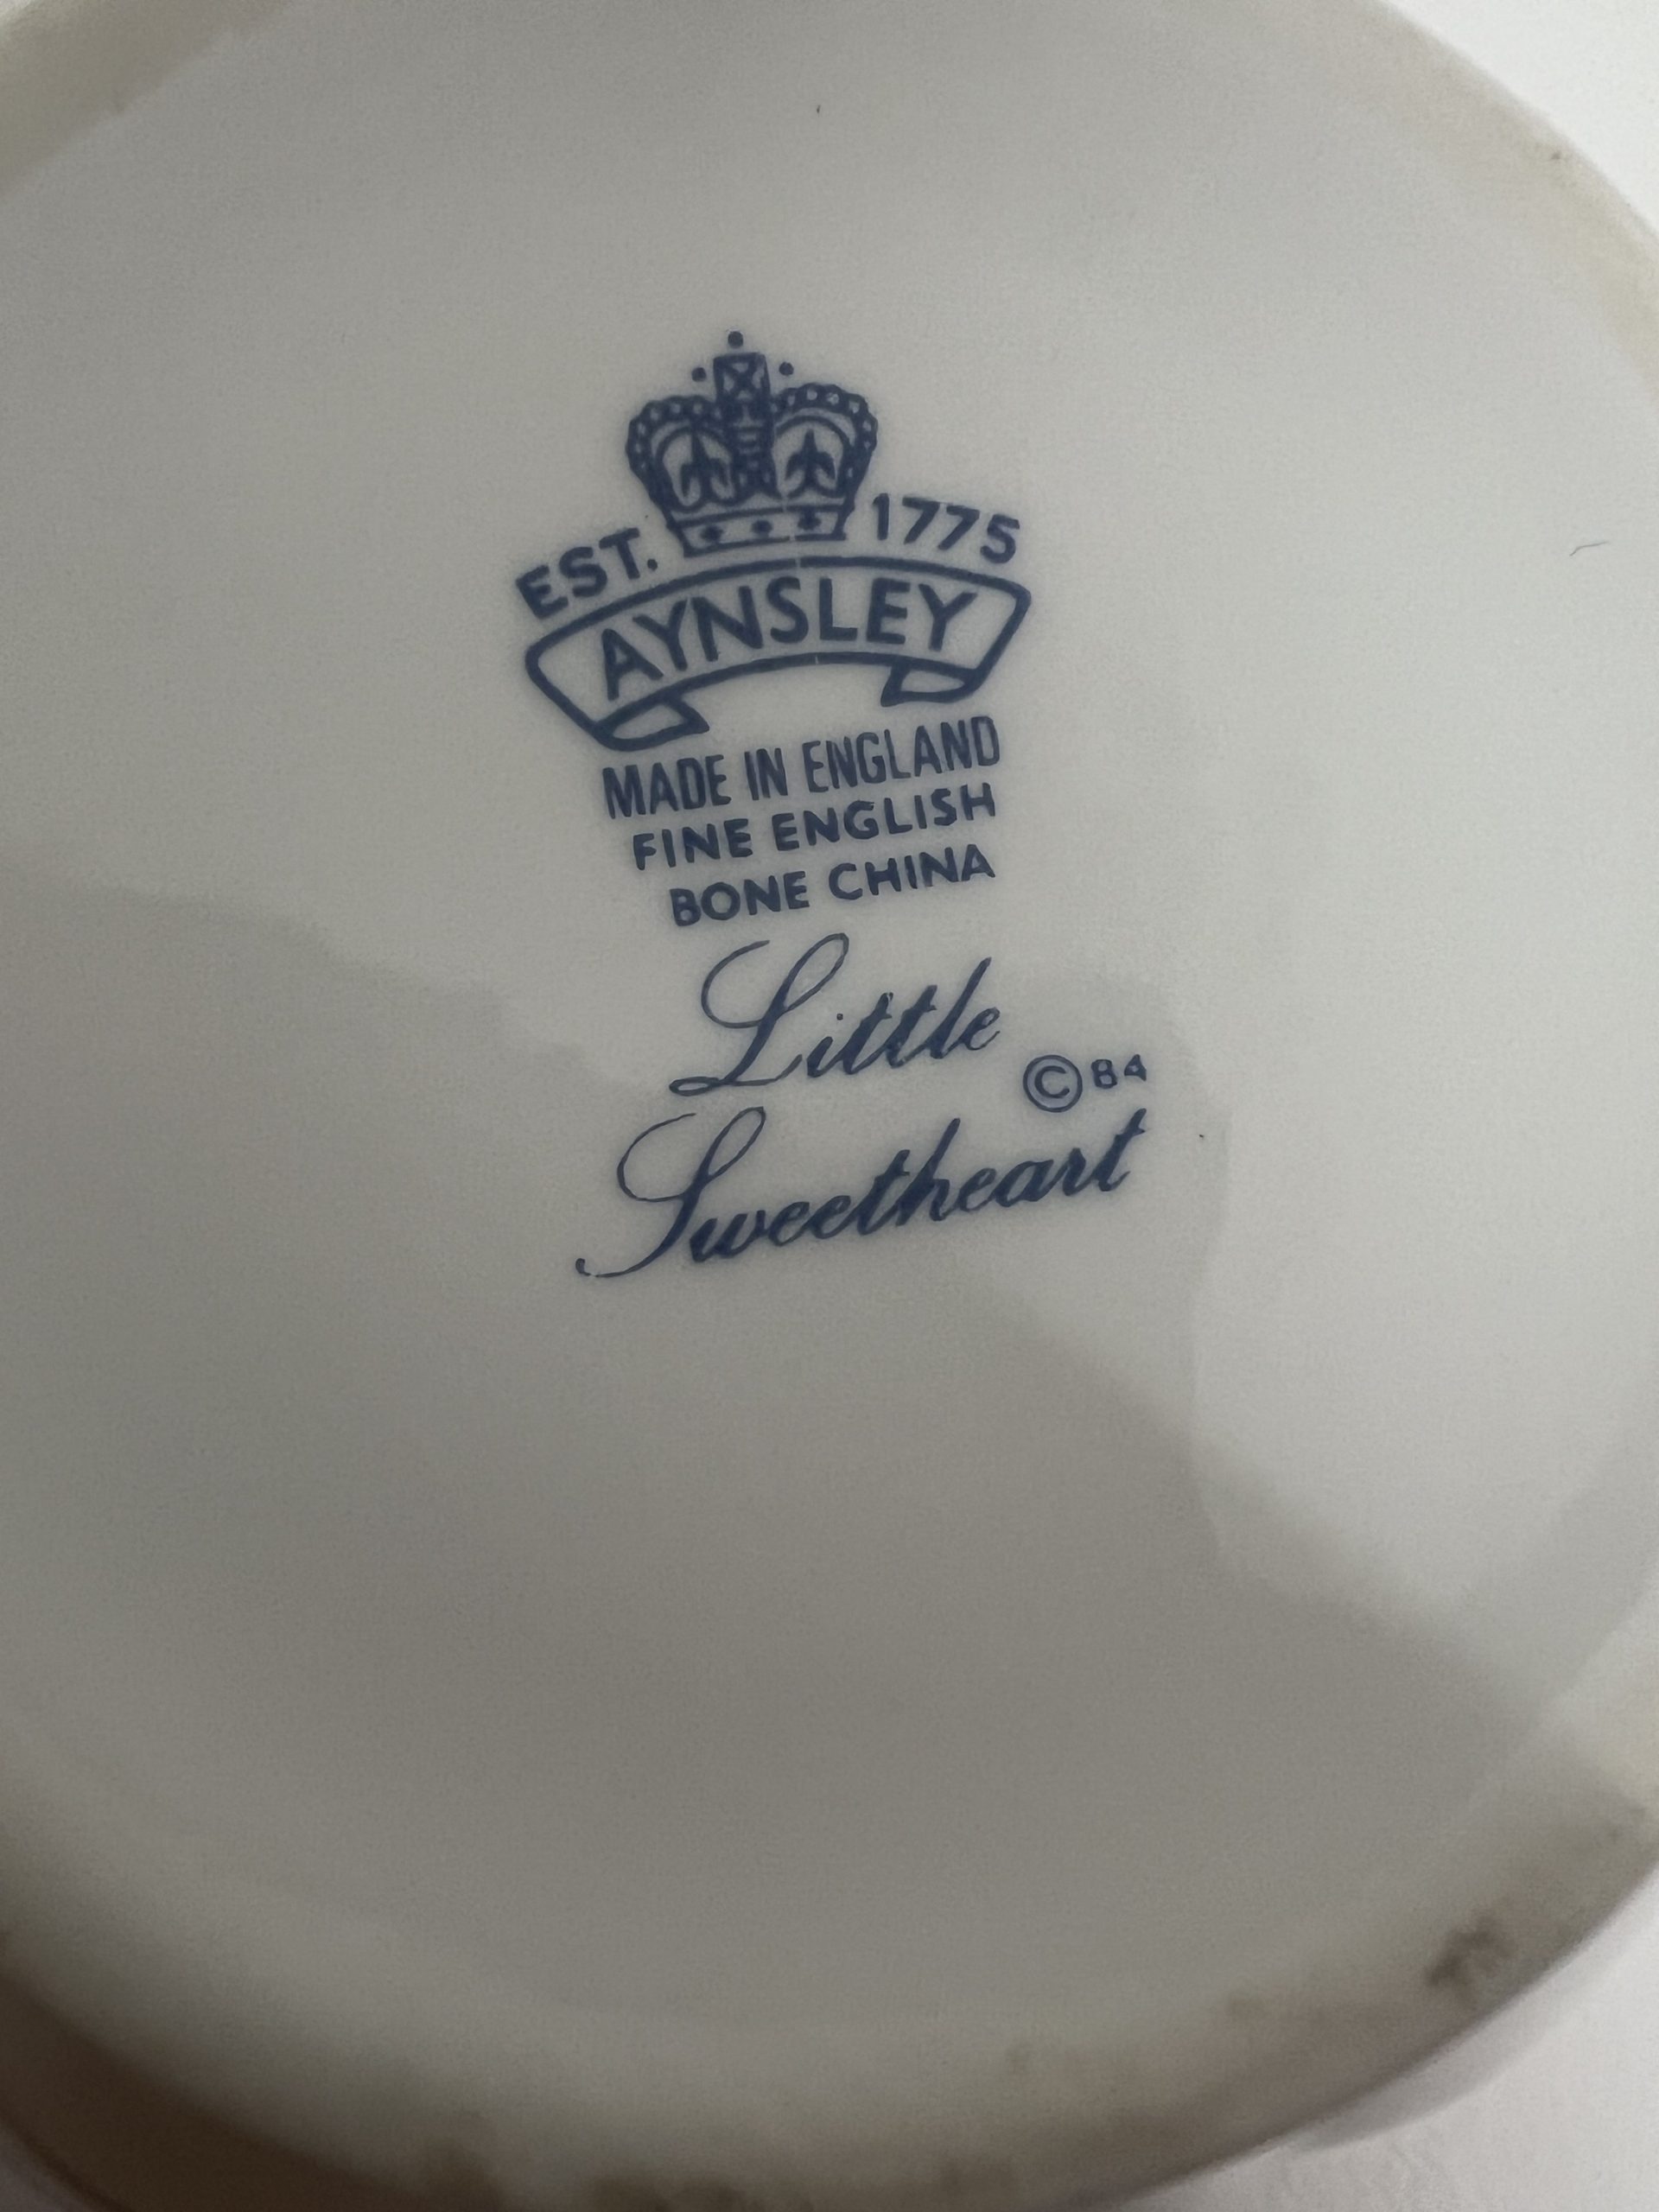 EST. 1775
AYNSLEY
MADE IN ENGLAND
FINE ENGLISH
BONE CHINA
Little
© 84
Sweetheart